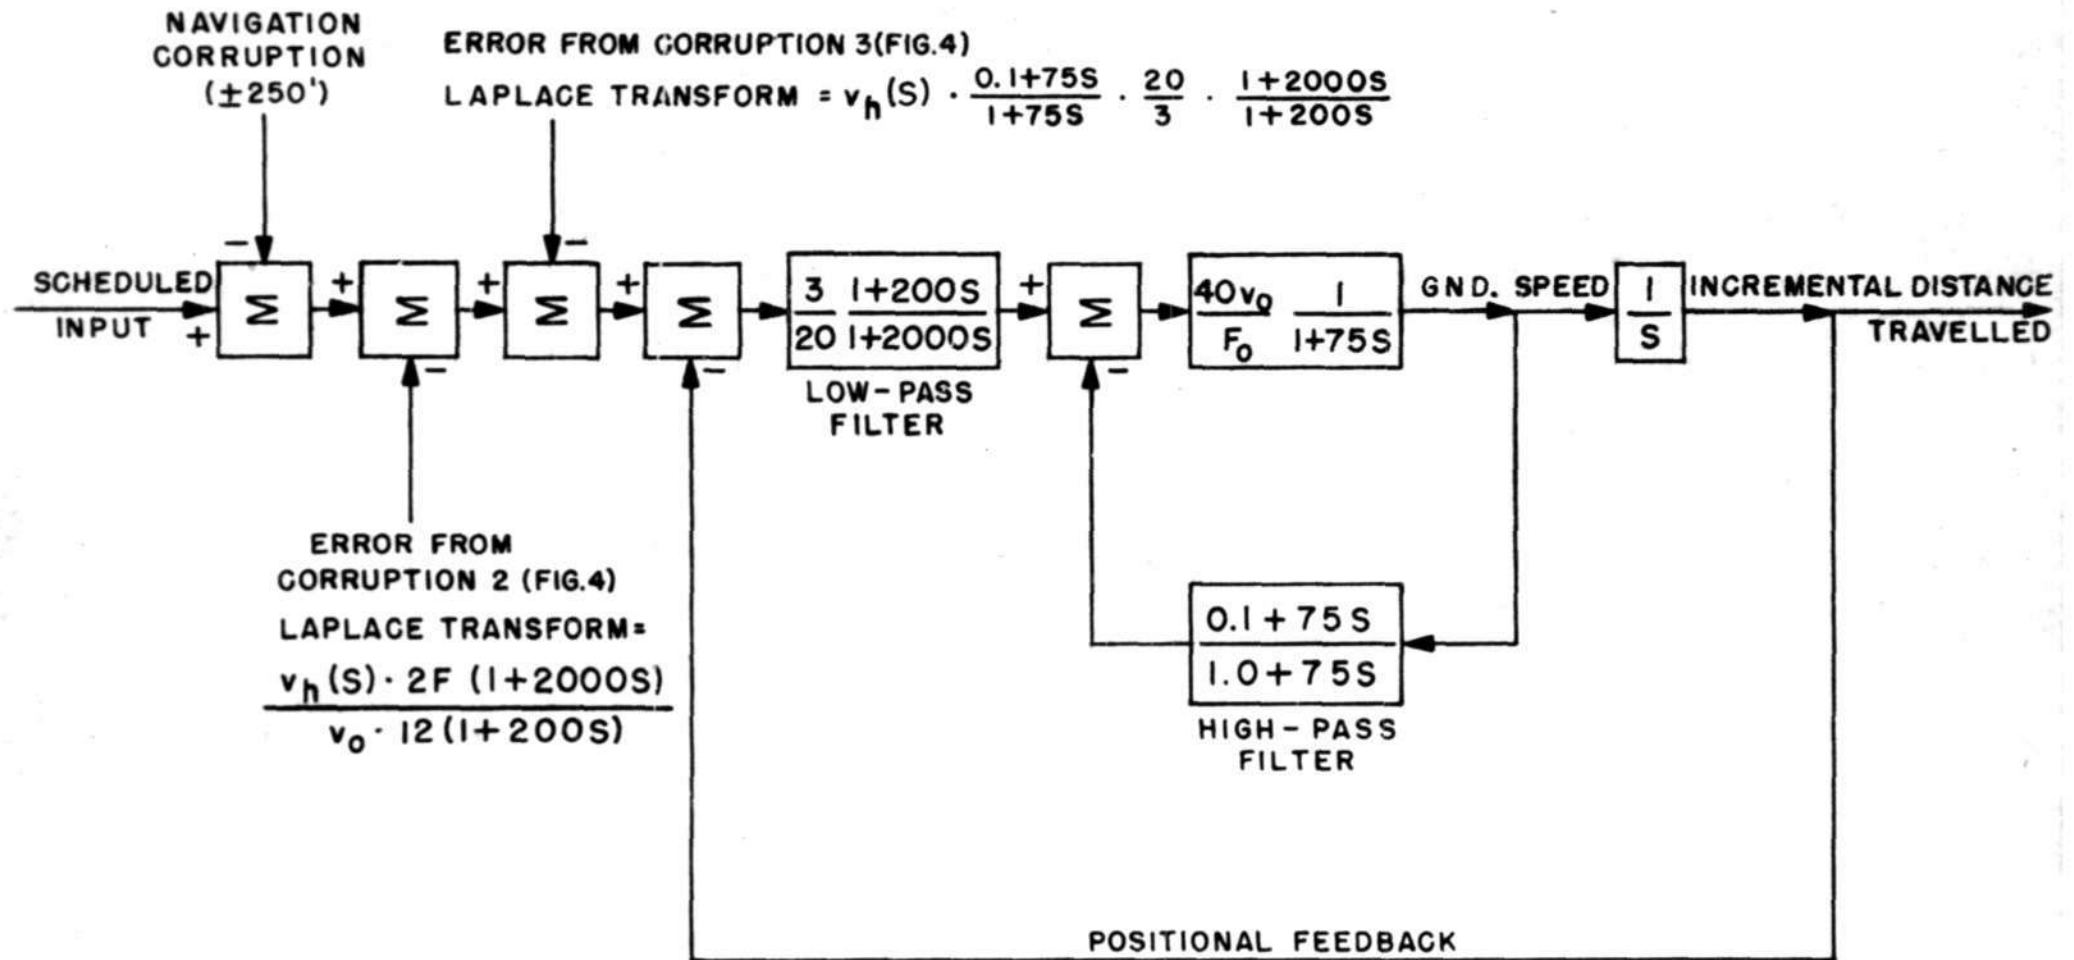 NAVIGATION
CORRUPTION
(±250')
ERROR FROM CORRUPTION 3(FIG.4)
LAPLACE TRANSFORM = v_h(S) · (0.1+75S)/(1+75S) · 20/3 · (1+2000S)/(1+200S)
SCHEDULED
INPUT
+
−
Σ
+
Σ
−
+
Σ
−
+
Σ
−
3/20 (1+200S)/(1+2000S)
LOW-PASS
FILTER
+
Σ
−
40v_o/F_o 1/(1+75S)
GND. SPEED
1/S
INCREMENTAL DISTANCE
TRAVELLED
ERROR FROM
CORRUPTION 2 (FIG.4)
LAPLACE TRANSFORM=
v_h(S)· 2F (1+2000S)
v_o· 12(1+200S)
0.1+75S
1.0+75S
HIGH-PASS
FILTER
POSITIONAL FEEDBACK